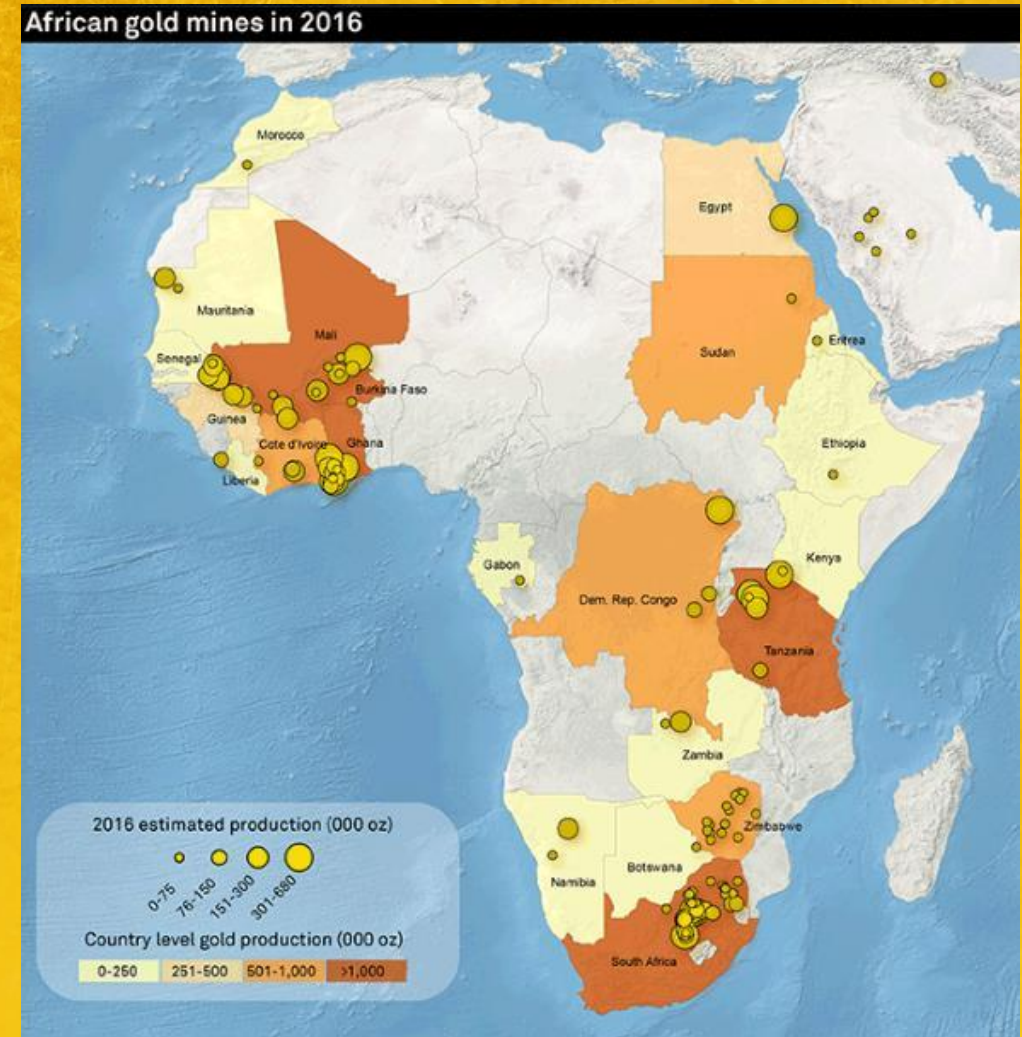 African gold mines in 2016
Morocco
Egypt
Mauritania
Mali
Senegal
Sudan
Eritrea
Burkina Faso
Guinea
Cote d'Ivoire
Ghana
Ethiopia
Liberia
Gabon
Kenya
Dem. Rep. Congo
Tanzania
Zambia
Zimbabwe
Botswana
Namibia
South Africa
2016 estimated production (000 oz)
0-75 76-150 151-300 301-680
Country level gold production (000 oz)
0-250 251-500 501-1,000 >1,000